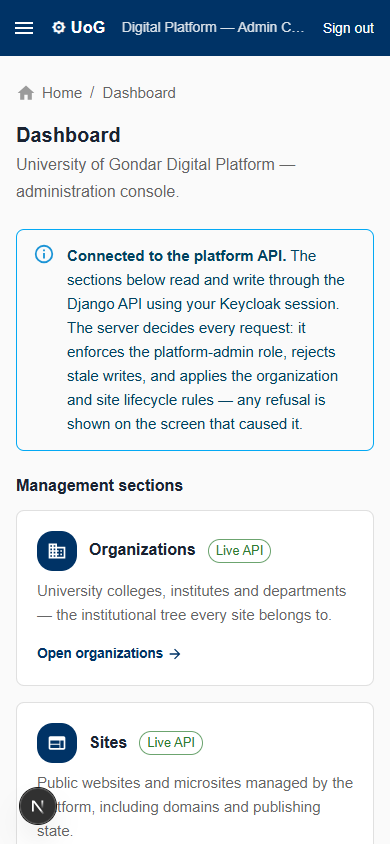 UoG Digital Platform — Admin C... Sign out
Home / Dashboard
Dashboard
University of Gondar Digital Platform —
administration console.
Connected to the platform API. The
sections below read and write through the
Django API using your Keycloak session.
The server decides every request: it
enforces the platform-admin role, rejects
stale writes, and applies the organization
and site lifecycle rules — any refusal is
shown on the screen that caused it.
Management sections
Organizations Live API
University colleges, institutes and departments
— the institutional tree every site belongs to.
Open organizations →
Sites Live API
Public websites and microsites managed by the
N tform, including domains and publishing
state.